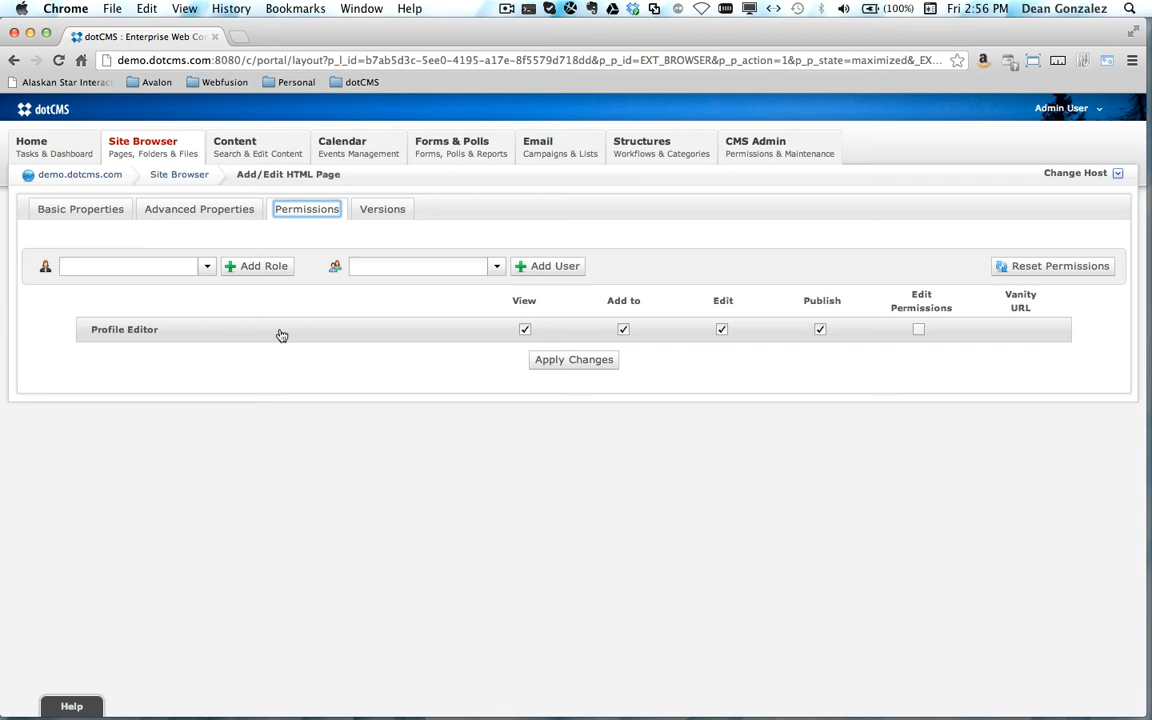 Chrome File Edit View History Bookmarks Window Help (100%) Fri 2:56 PM Dean Gonzalez
dotCMS : Enterprise Web Co
demo.dotcms.com:8080/c/portal/layout?p_l_id=b7ab5d3c-5ee0-4195-a17e-8f5579d718dd&p_p_id=EXT_BROWSER&p_p_action=1&p_p_state=maximized&_EX...
Alaskan Star Interac Avalon Webfusion Personal dotCMS
dotCMS Admin User
Home Site Browser Content Calendar Forms & Polls Email Structures CMS Admin
Tasks & Dashboard Pages, Folders & Files Search & Edit Content Events Management Forms, Polls & Reports Campaigns & Lists Workflows & Categories Permissions & Maintenance
demo.dotcms.com Site Browser Add/Edit HTML Page Change Host
Basic Properties Advanced Properties Permissions Versions
Add Role Add User Reset Permissions
View Add to Edit Publish Edit Permissions Vanity URL
Profile Editor
Apply Changes
Help